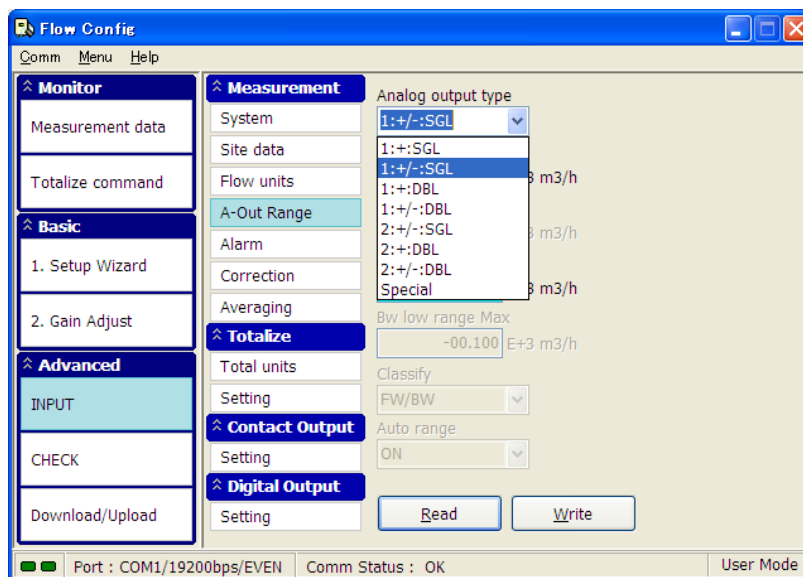 Flow Config
Comm Menu Help
Monitor
Measurement data
Totalize command
Basic
1. Setup Wizard
2. Gain Adjust
Advanced
INPUT
CHECK
Download/Upload
Measurement
System
Site data
Flow units
A-Out Range
Alarm
Correction
Averaging
Totalize
Total units
Setting
Contact Output
Setting
Digital Output
Setting
Analog output type
1:+/-:SGL
1:+:SGL
1:+/-:SGL
1:+:DBL
1:+/-:DBL
2:+/-:SGL
2:+:DBL
2:+/-:DBL
Special
3 m3/h
3 m3/h
3 m3/h
Bw low range Max
-00.100 E+3 m3/h
Classify
FW/BW
Auto range
ON
Read Write
Port : COM1/19200bps/EVEN Comm Status : OK User Mode